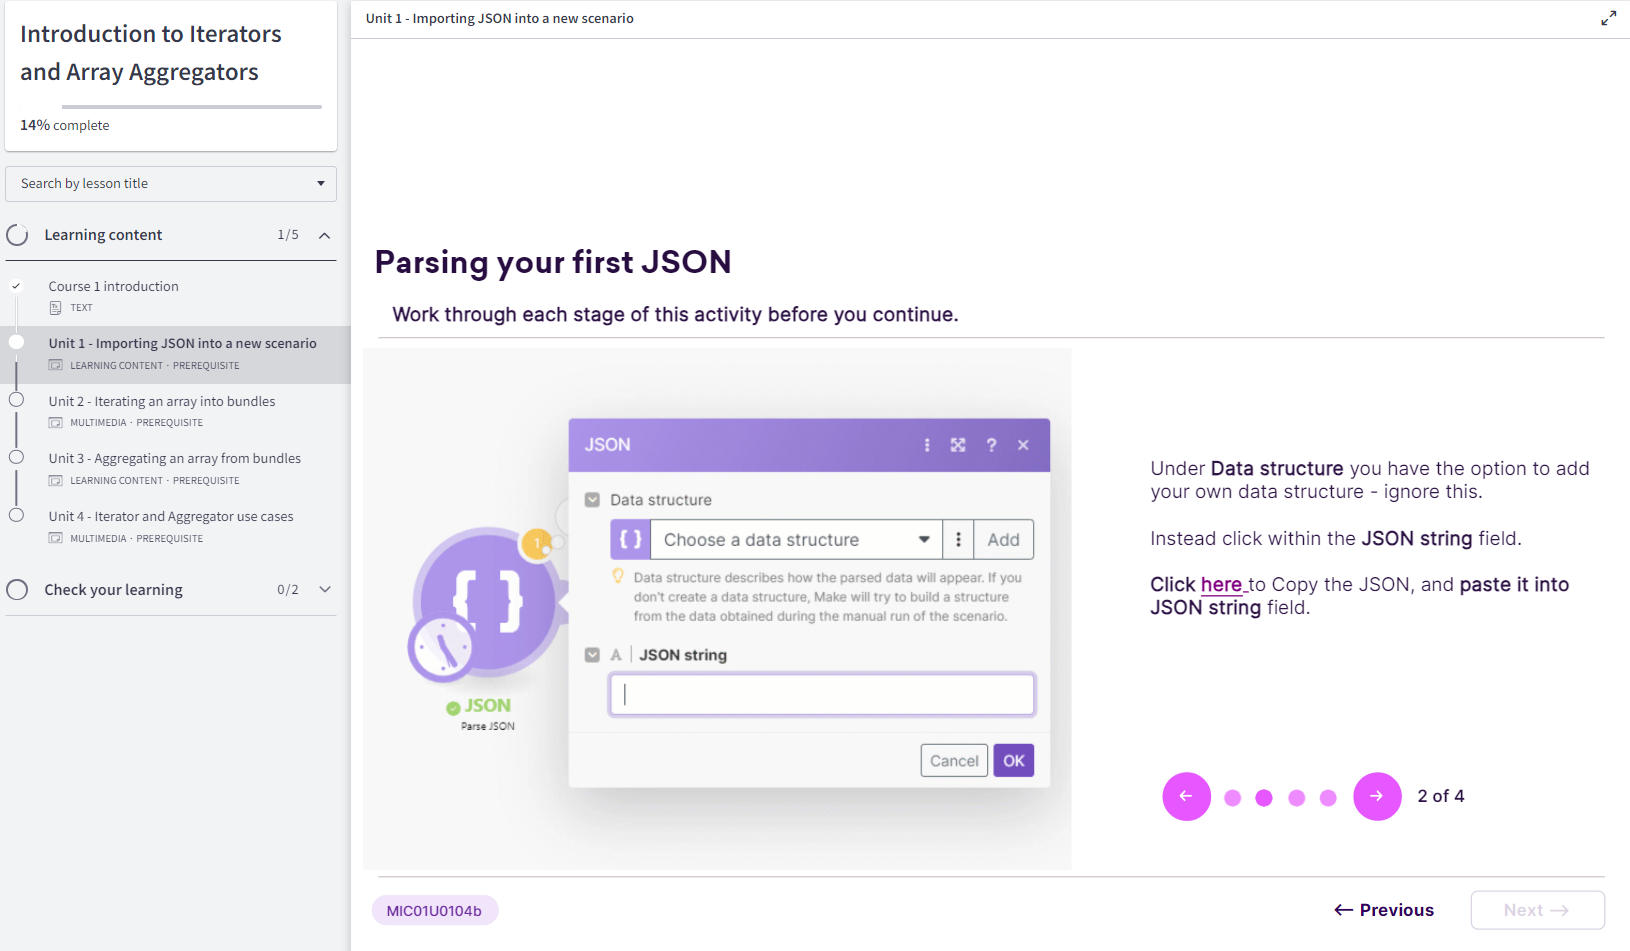 Introduction to Iterators
and Array Aggregators
14% complete
Search by lesson title
Learning content 1/5
Course 1 introduction
TEXT
Unit 1 - Importing JSON into a new scenario
LEARNING CONTENT · PREREQUISITE
Unit 2 - Iterating an array into bundles
MULTIMEDIA · PREREQUISITE
Unit 3 - Aggregating an array from bundles
LEARNING CONTENT · PREREQUISITE
Unit 4 - Iterator and Aggregator use cases
MULTIMEDIA · PREREQUISITE
Check your learning 0/2
Unit 1 - Importing JSON into a new scenario
Parsing your first JSON
Work through each stage of this activity before you continue.
JSON
Data structure
{ } Choose a data structure Add
Data structure describes how the parsed data will appear. If you
don't create a data structure, Make will try to build a structure
from the data obtained during the manual run of the scenario.
A JSON string
Cancel OK
1
{ }
JSON
Parse JSON
Under Data structure you have the option to add
your own data structure - ignore this.
Instead click within the JSON string field.
Click here to Copy the JSON, and paste it into
JSON string field.
2 of 4
MIC01U0104b
← Previous
Next →